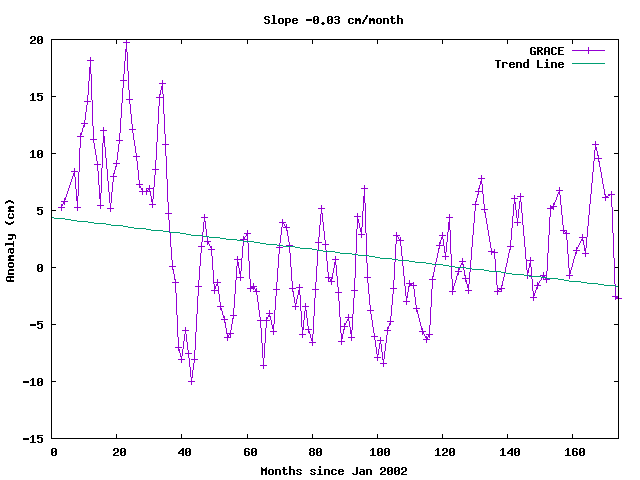 Slope -0.03 cm/month
GRACE
Trend Line
Anomaly (cm)
20
15
10
5
0
-5
-10
-15
0 20 40 60 80 100 120 140 160
Months since Jan 2002